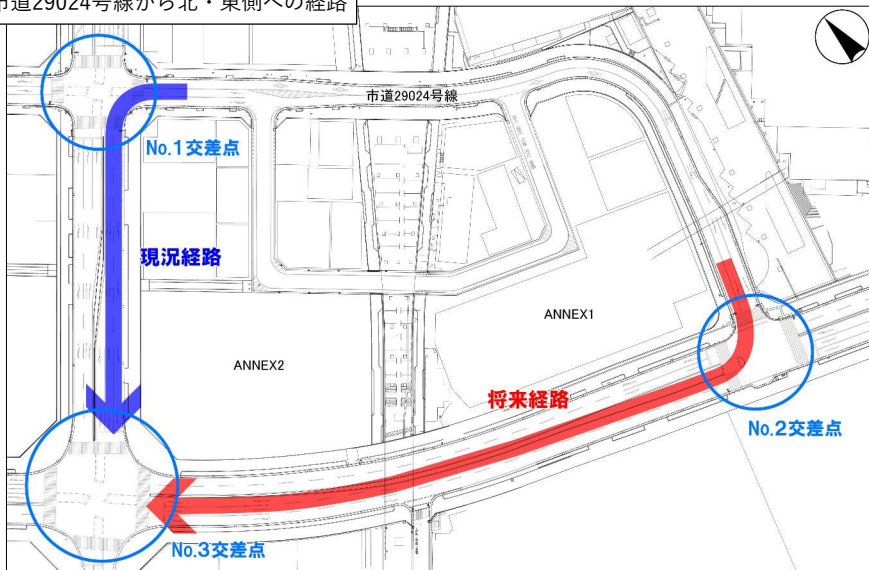 市道29024号線から北・東側への経路
市道29024号線
No.1交差点
現況経路
ANNEX1
ANNEX2
将来経路
No.2交差点
No.3交差点